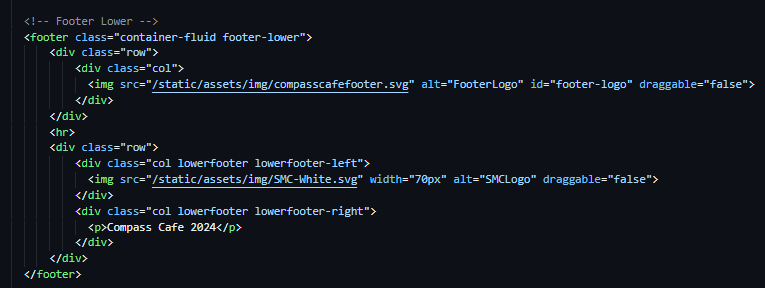 <!-- Footer Lower -->
<footer class="container-fluid footer-lower">
<div class="row">
<div class="col">
<img src="/static/assets/img/compasscafefooter.svg" alt="FooterLogo" id="footer-logo" draggable="false">
</div>
</div>
<hr>
<div class="row">
<div class="col lowerfooter lowerfooter-left">
<img src="/static/assets/img/SMC-White.svg" width="70px" alt="SMCLogo" draggable="false">
</div>
<div class="col lowerfooter lowerfooter-right">
<p>Compass Cafe 2024</p>
</div>
</div>
</footer>